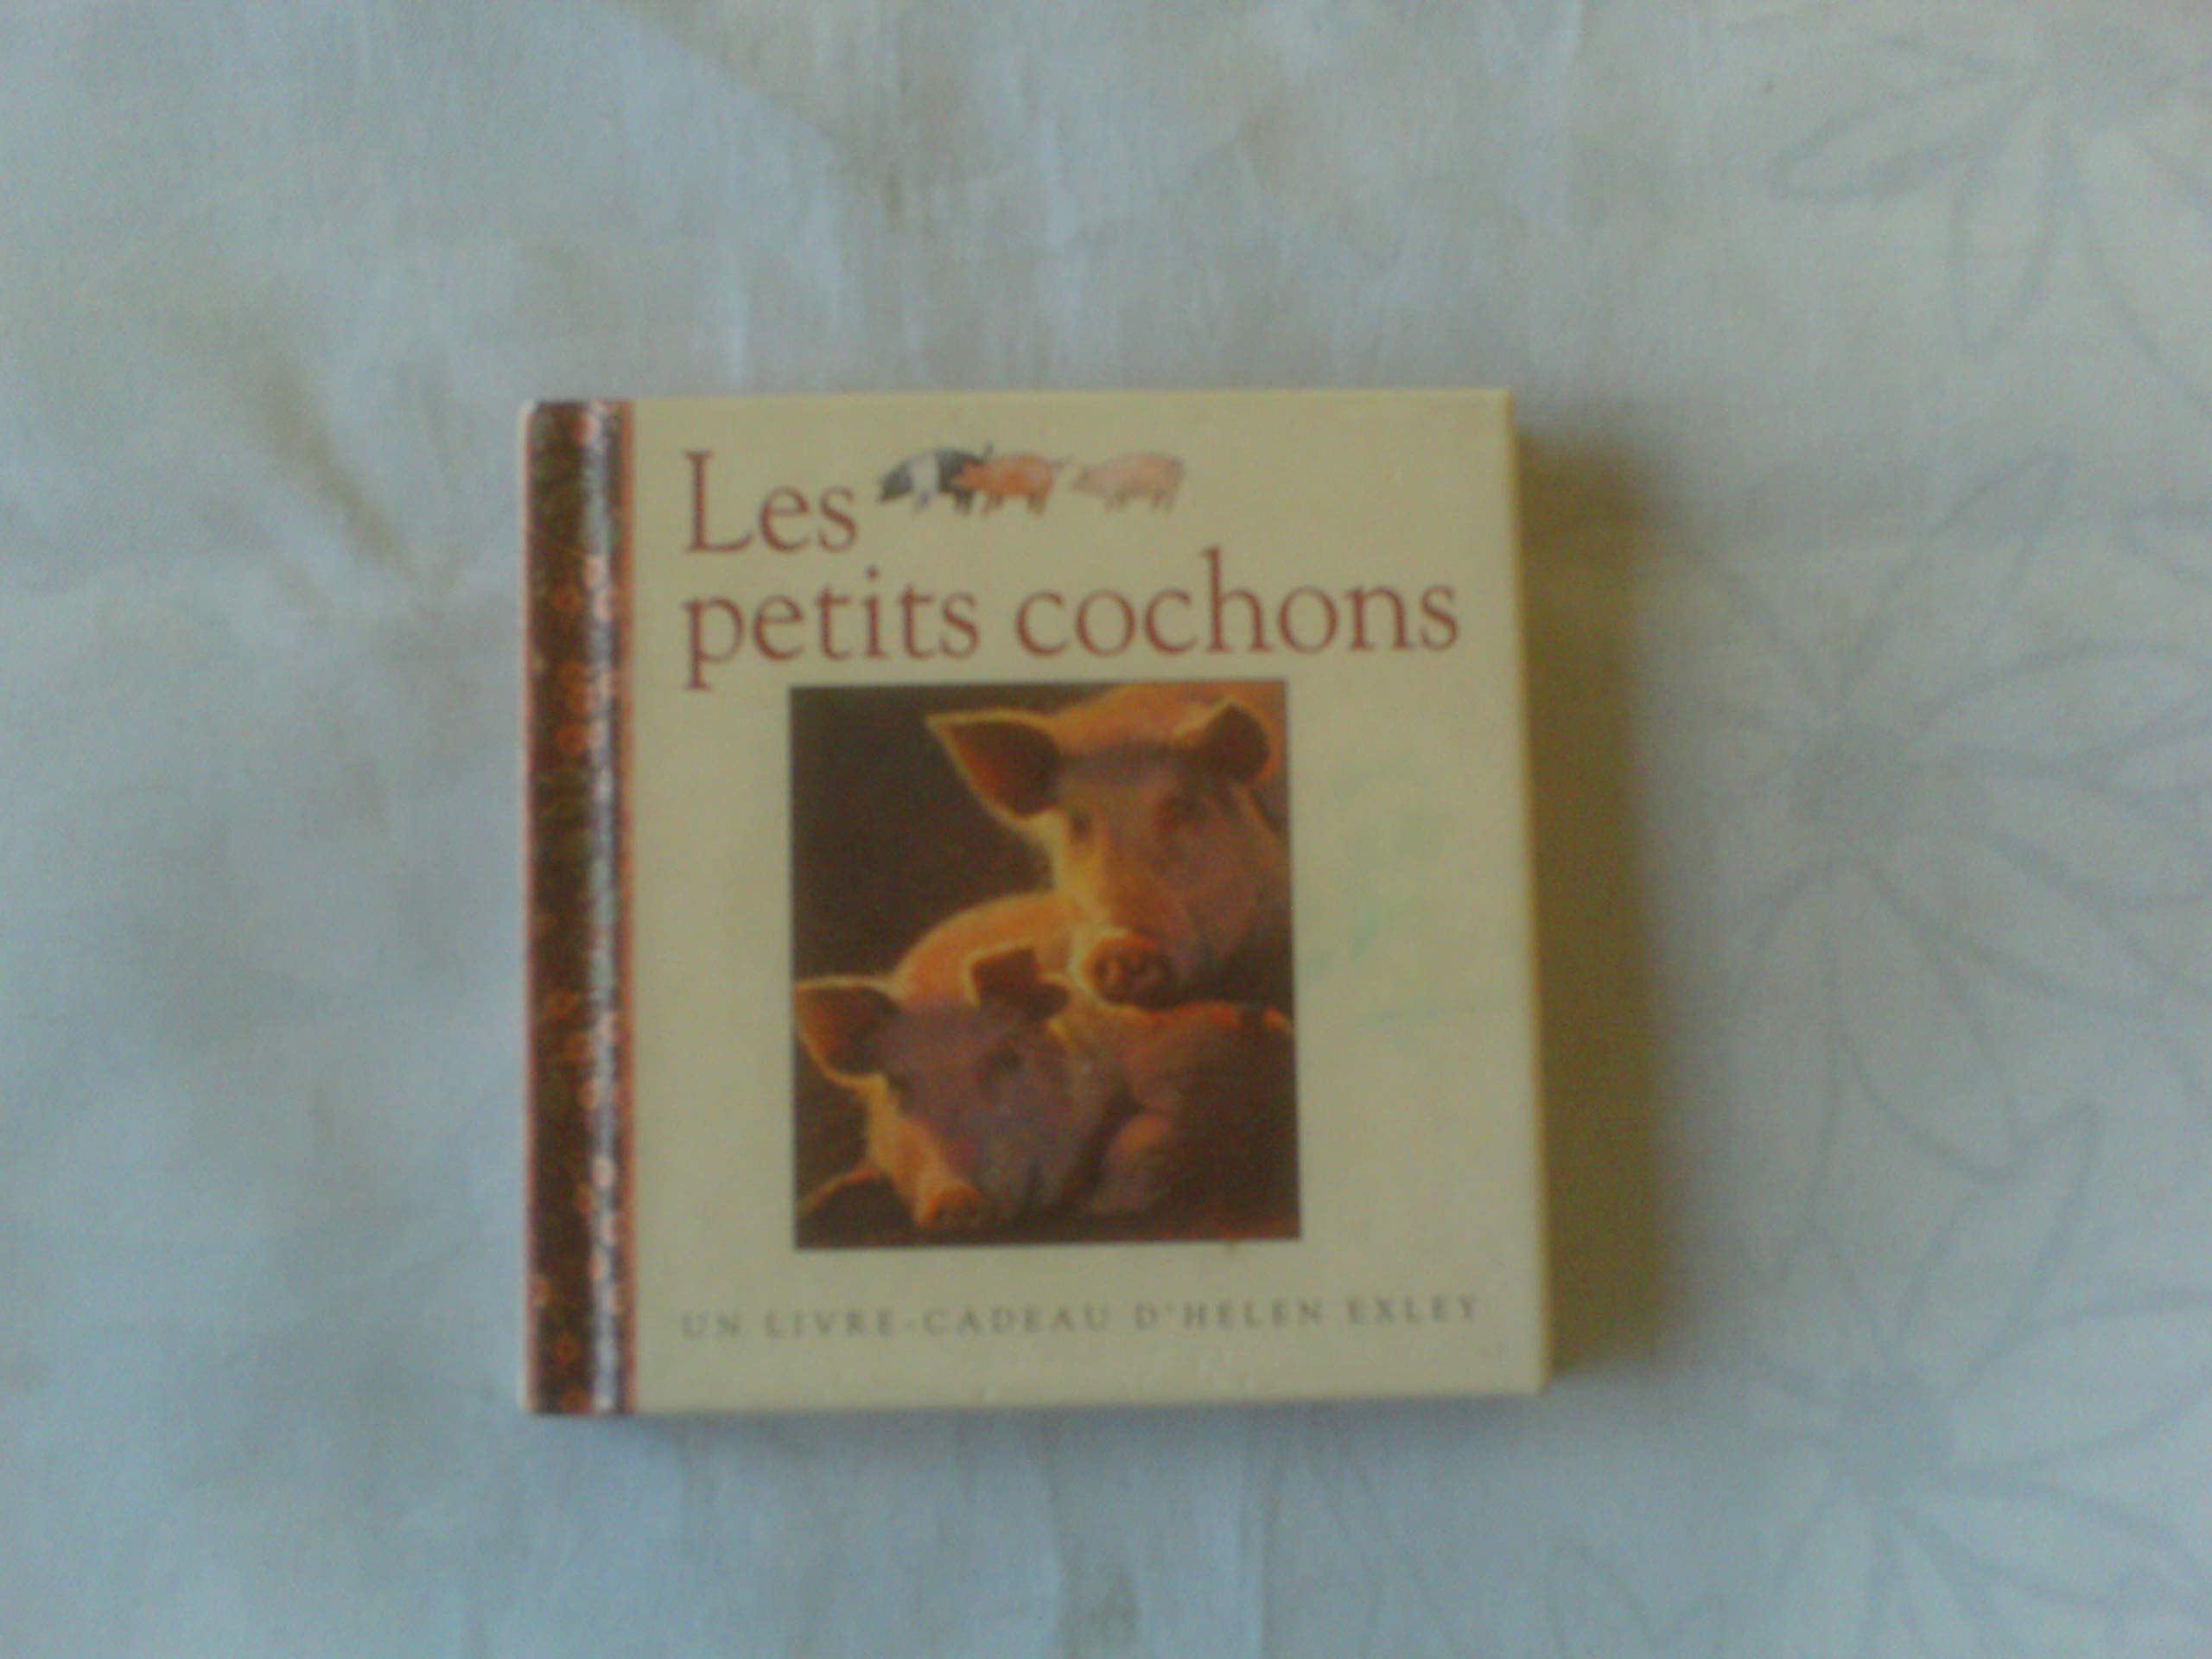 Les
petits cochons
UN LIVRE-CADEAU D'HELEN EXLEY